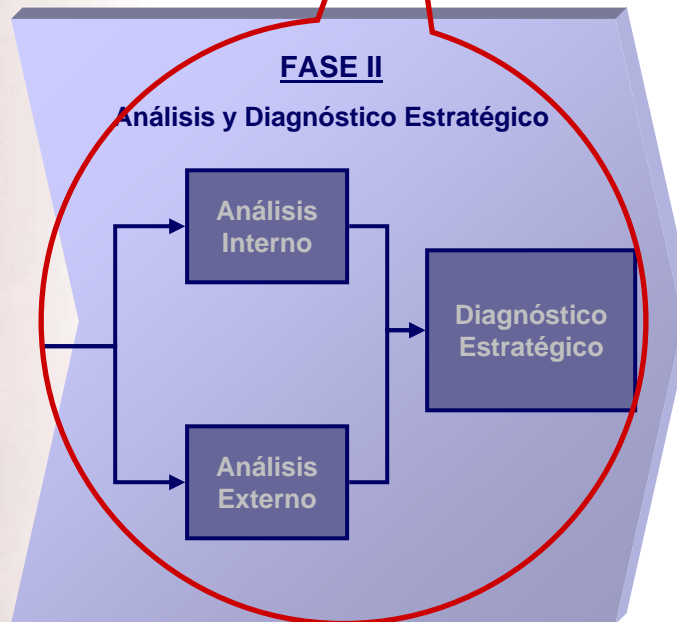 FASE II
Análisis y Diagnóstico Estratégico
Análisis
Interno
Diagnóstico
Estratégico
Análisis
Externo